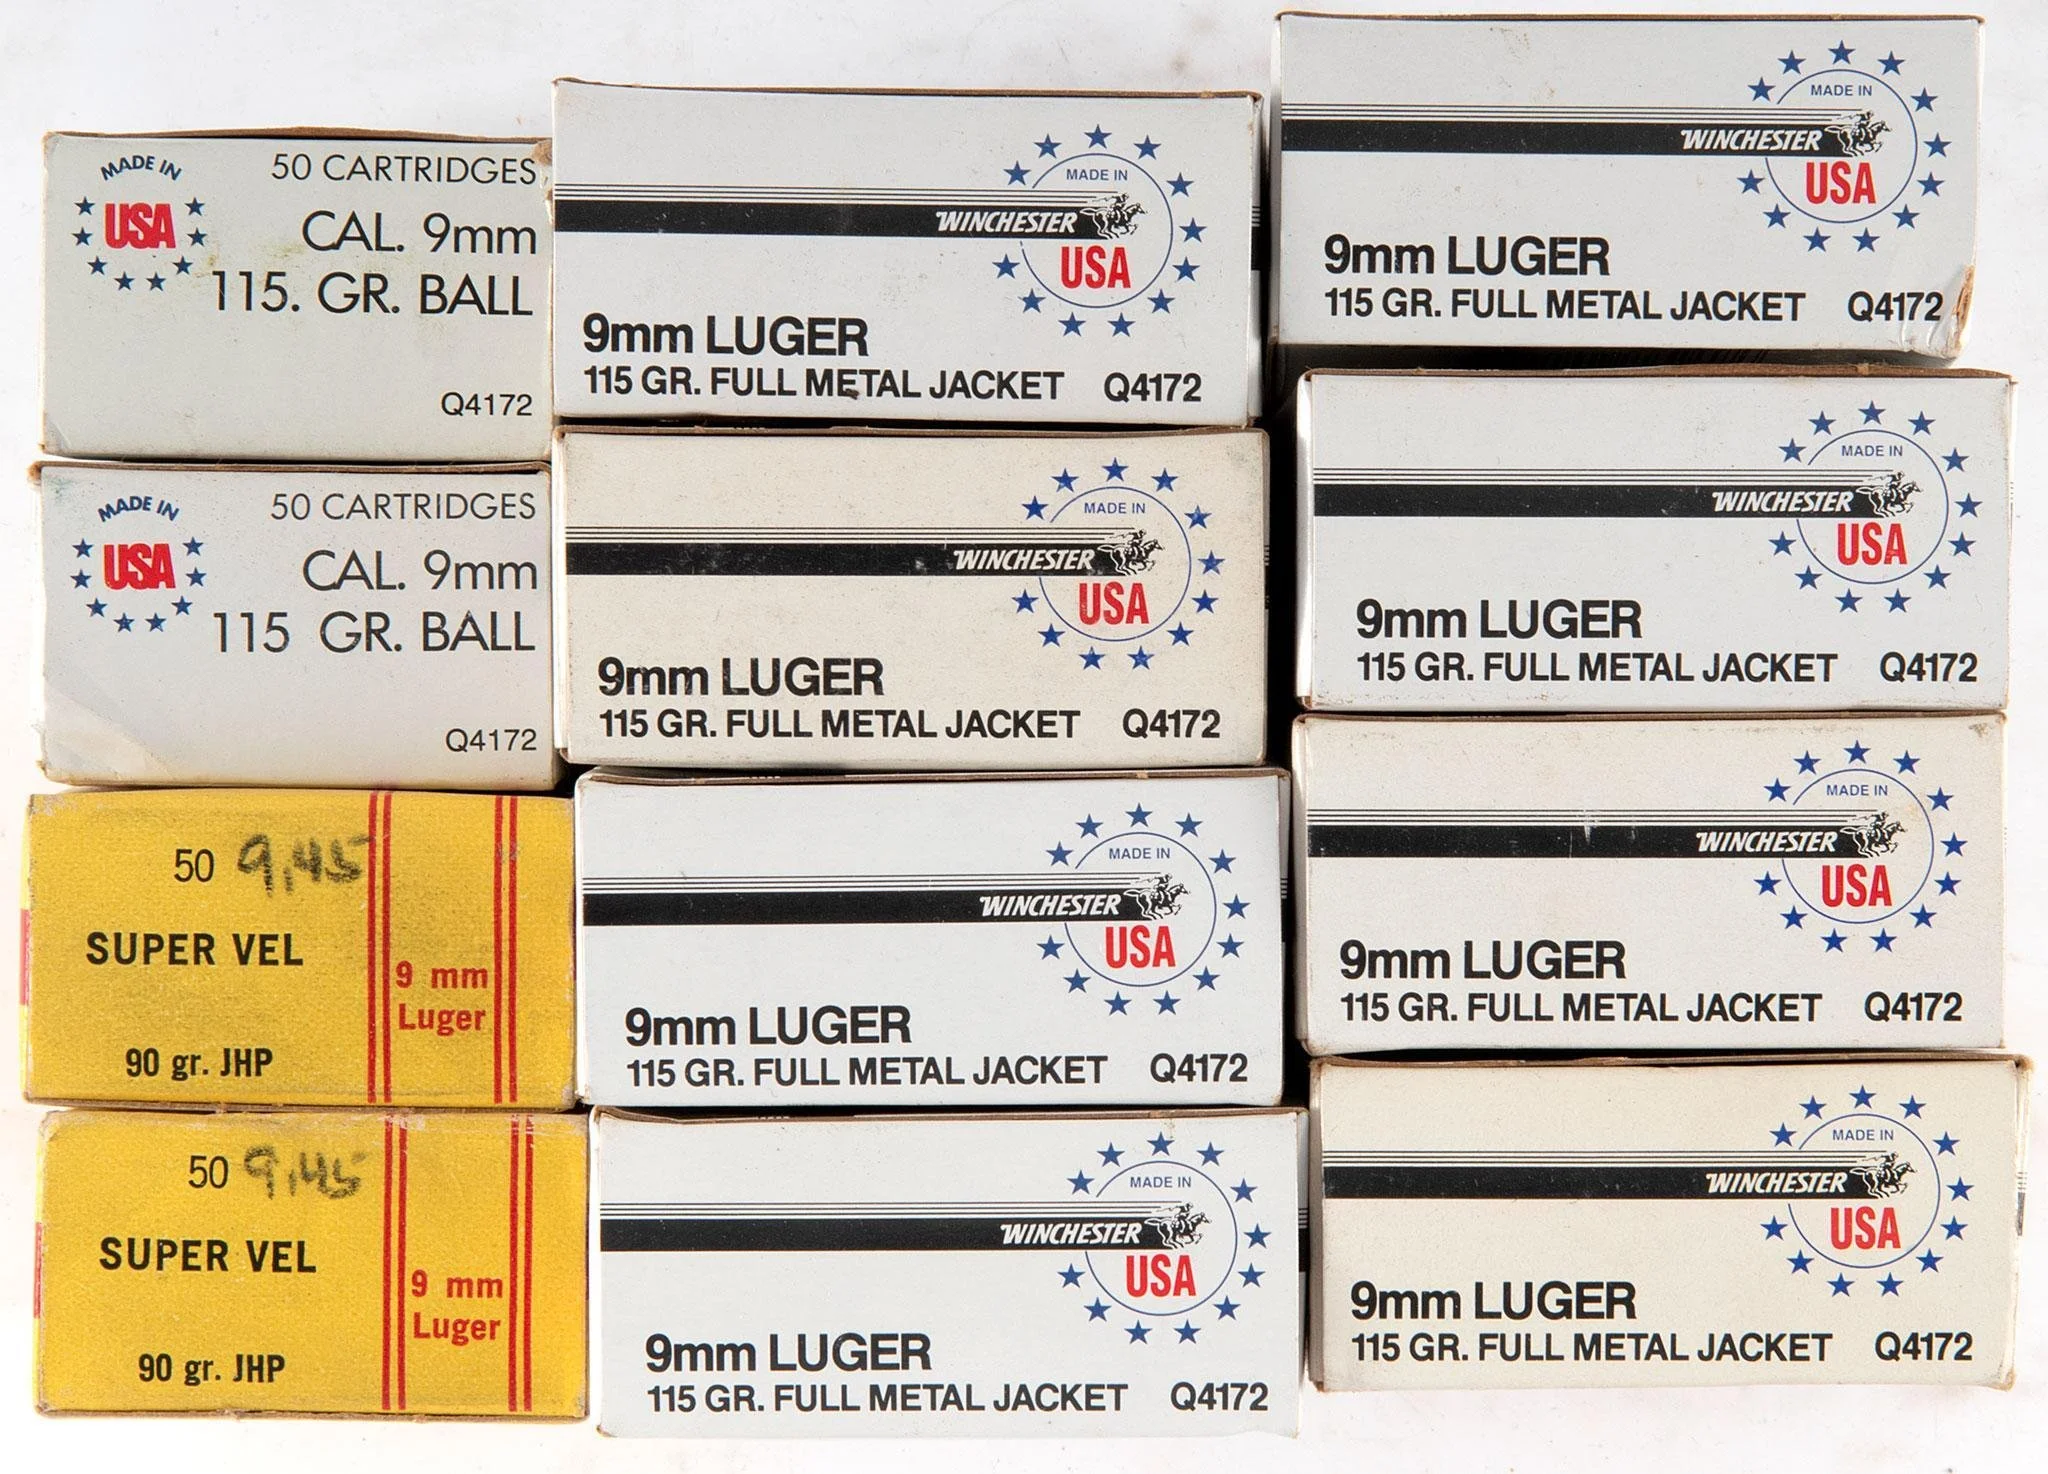 MADE IN
USA
50 CARTRIDGES
CAL. 9mm
115. GR. BALL
Q4172
MADE IN
USA
50 CARTRIDGES
CAL. 9mm
115 GR. BALL
Q4172
50 9.45
SUPER VEL
9 mm
Luger
90 gr. JHP
50 9.45
SUPER VEL
9 mm
Luger
90 gr. JHP
MADE IN
WINCHESTER
USA
9mm LUGER
115 GR. FULL METAL JACKET Q4172
MADE IN
WINCHESTER
USA
9mm LUGER
115 GR. FULL METAL JACKET Q4172
MADE IN
WINCHESTER
USA
9mm LUGER
115 GR. FULL METAL JACKET Q4172
MADE IN
WINCHESTER
USA
9mm LUGER
115 GR. FULL METAL JACKET Q4172
MADE IN
WINCHESTER
USA
9mm LUGER
115 GR. FULL METAL JACKET Q4172
MADE IN
WINCHESTER
USA
9mm LUGER
115 GR. FULL METAL JACKET Q4172
MADE IN
WINCHESTER
USA
9mm LUGER
115 GR. FULL METAL JACKET Q4172
MADE IN
WINCHESTER
USA
9mm LUGER
115 GR. FULL METAL JACKET Q4172